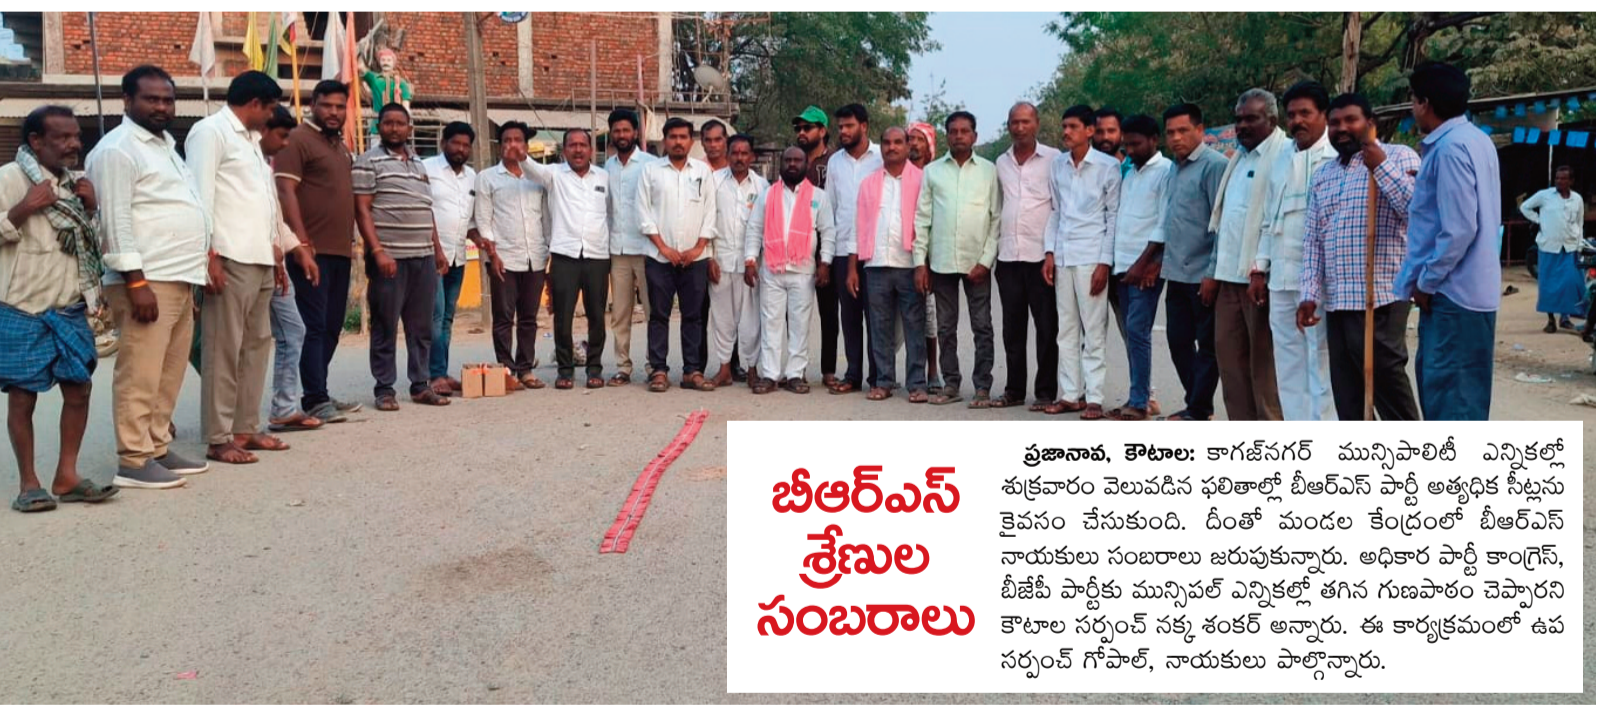 బీఆర్ఎస్
శ్రేణుల
సంబరాలు
ప్రజానావ, కౌటాల: కాగజ్‌నగర్ మున్సిపాలిటీ ఎన్నికల్లో
శుక్రవారం వెలువడిన ఫలితాల్లో బీఆర్ఎస్ పార్టీ అత్యధిక సీట్లను
కైవసం చేసుకుంది. దీంతో మండల కేంద్రంలో బీఆర్ఎస్
నాయకులు సంబరాలు జరుపుకున్నారు. అధికార పార్టీ కాంగ్రెస్,
బీజేపీ పార్టీకు మున్సిపల్ ఎన్నికల్లో తగిన గుణపాఠం చెప్పారని
కౌటాల సర్పంచ్ నక్క శంకర్ అన్నారు. ఈ కార్యక్రమంలో ఉప
సర్పంచ్ గోపాల్, నాయకులు పాల్గొన్నారు.